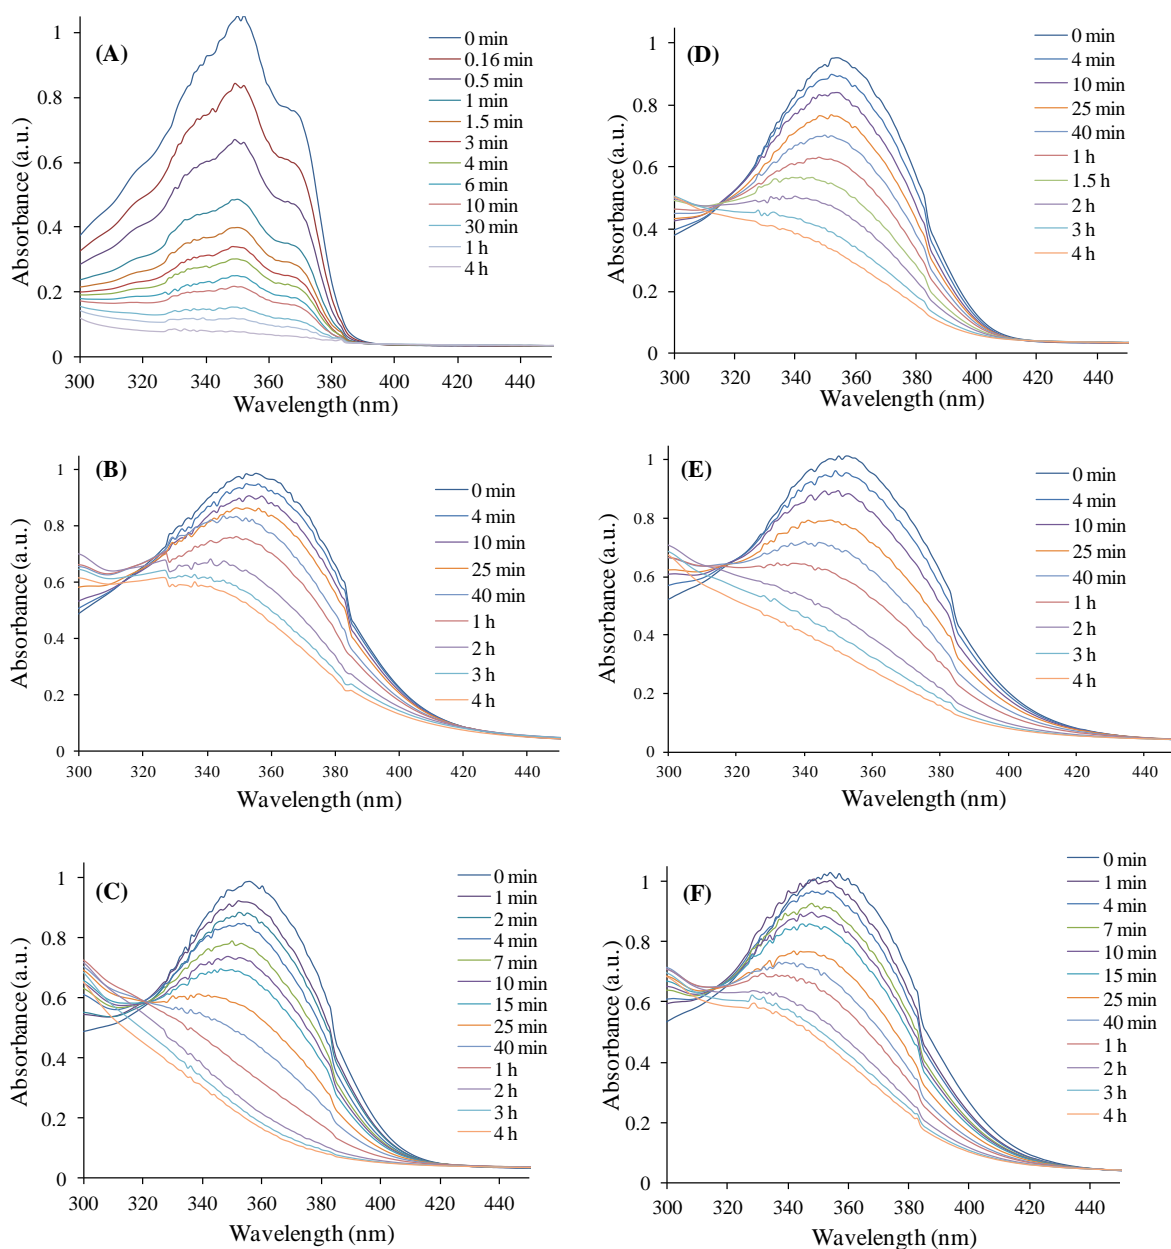 (A)
Absorbance (a.u.)
1
0.8
0.6
0.4
0.2
0
300 320 340 360 380 400 420 440
Wavelength (nm)
0 min
0.16 min
0.5 min
1 min
1.5 min
3 min
4 min
6 min
10 min
30 min
1 h
4 h
(D)
Absorbance (a.u.)
1
0.8
0.6
0.4
0.2
0
300 320 340 360 380 400 420 440
Wavelength (nm)
0 min
4 min
10 min
25 min
40 min
1 h
1.5 h
2 h
3 h
4 h
(B)
Absorbance (a.u.)
1
0.8
0.6
0.4
0.2
0
300 320 340 360 380 400 420 440
Wavelength (nm)
0 min
4 min
10 min
25 min
40 min
1 h
2 h
3 h
4 h
(E)
Absorbance (a.u.)
1
0.8
0.6
0.4
0.2
0
300 320 340 360 380 400 420 440
Wavelength (nm)
0 min
4 min
10 min
25 min
40 min
1 h
2 h
3 h
4 h
(C)
Absorbance (a.u.)
1
0.8
0.6
0.4
0.2
0
300 320 340 360 380 400 420 440
Wavelength (nm)
0 min
1 min
2 min
4 min
7 min
10 min
15 min
25 min
40 min
1 h
2 h
3 h
4 h
(F)
Absorbance (a.u.)
1
0.8
0.6
0.4
0.2
0
300 320 340 360 380 400 420 440
Wavelength (nm)
0 min
1 min
4 min
7 min
10 min
15 min
25 min
40 min
1 h
2 h
3 h
4 h